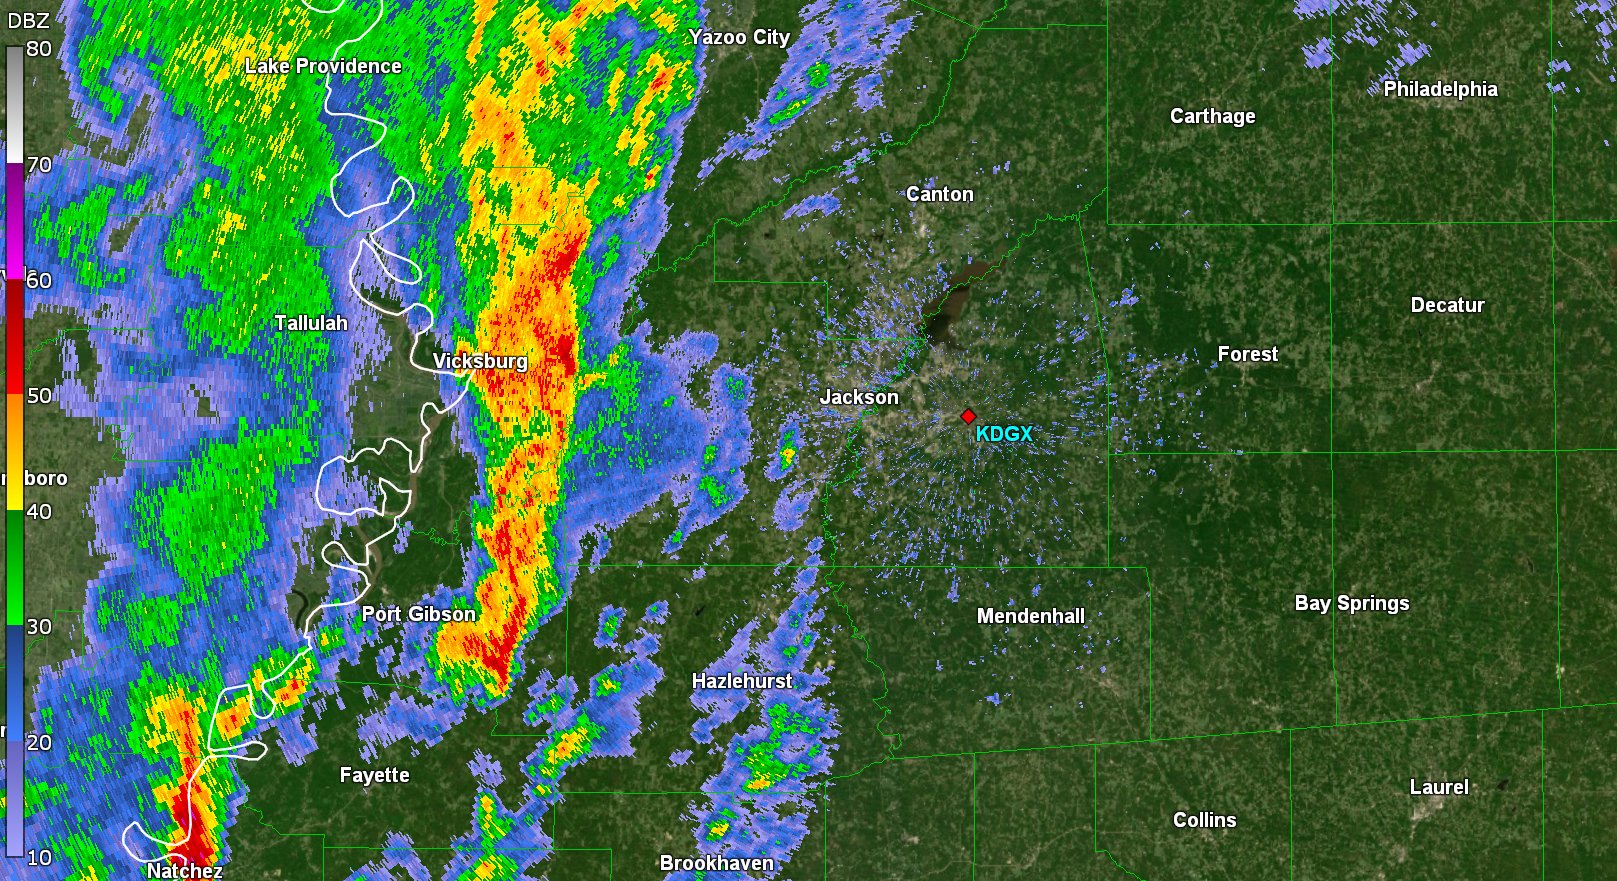 DBZ
80
70
60
50
40
30
20
10
Yazoo City
Lake Providence
Philadelphia
Carthage
Canton
Decatur
Tallulah
Forest
Vicksburg
Jackson
KDGX
boro
Bay Springs
Port Gibson
Mendenhall
Hazlehurst
Fayette
Laurel
Collins
Brookhaven
Natchez